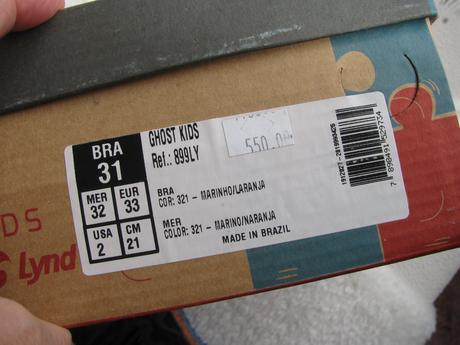 GHOST KIDS
Ref.: 899LY
550.00
BRA
31
MER
32
EUR
33
USA
2
CM
21
BRA
COR: 321 - MARINHO/LARANJA
MER
COLOR: 321 - MARINO/NARANJA
MADE IN BRAZIL
DS
Lynd